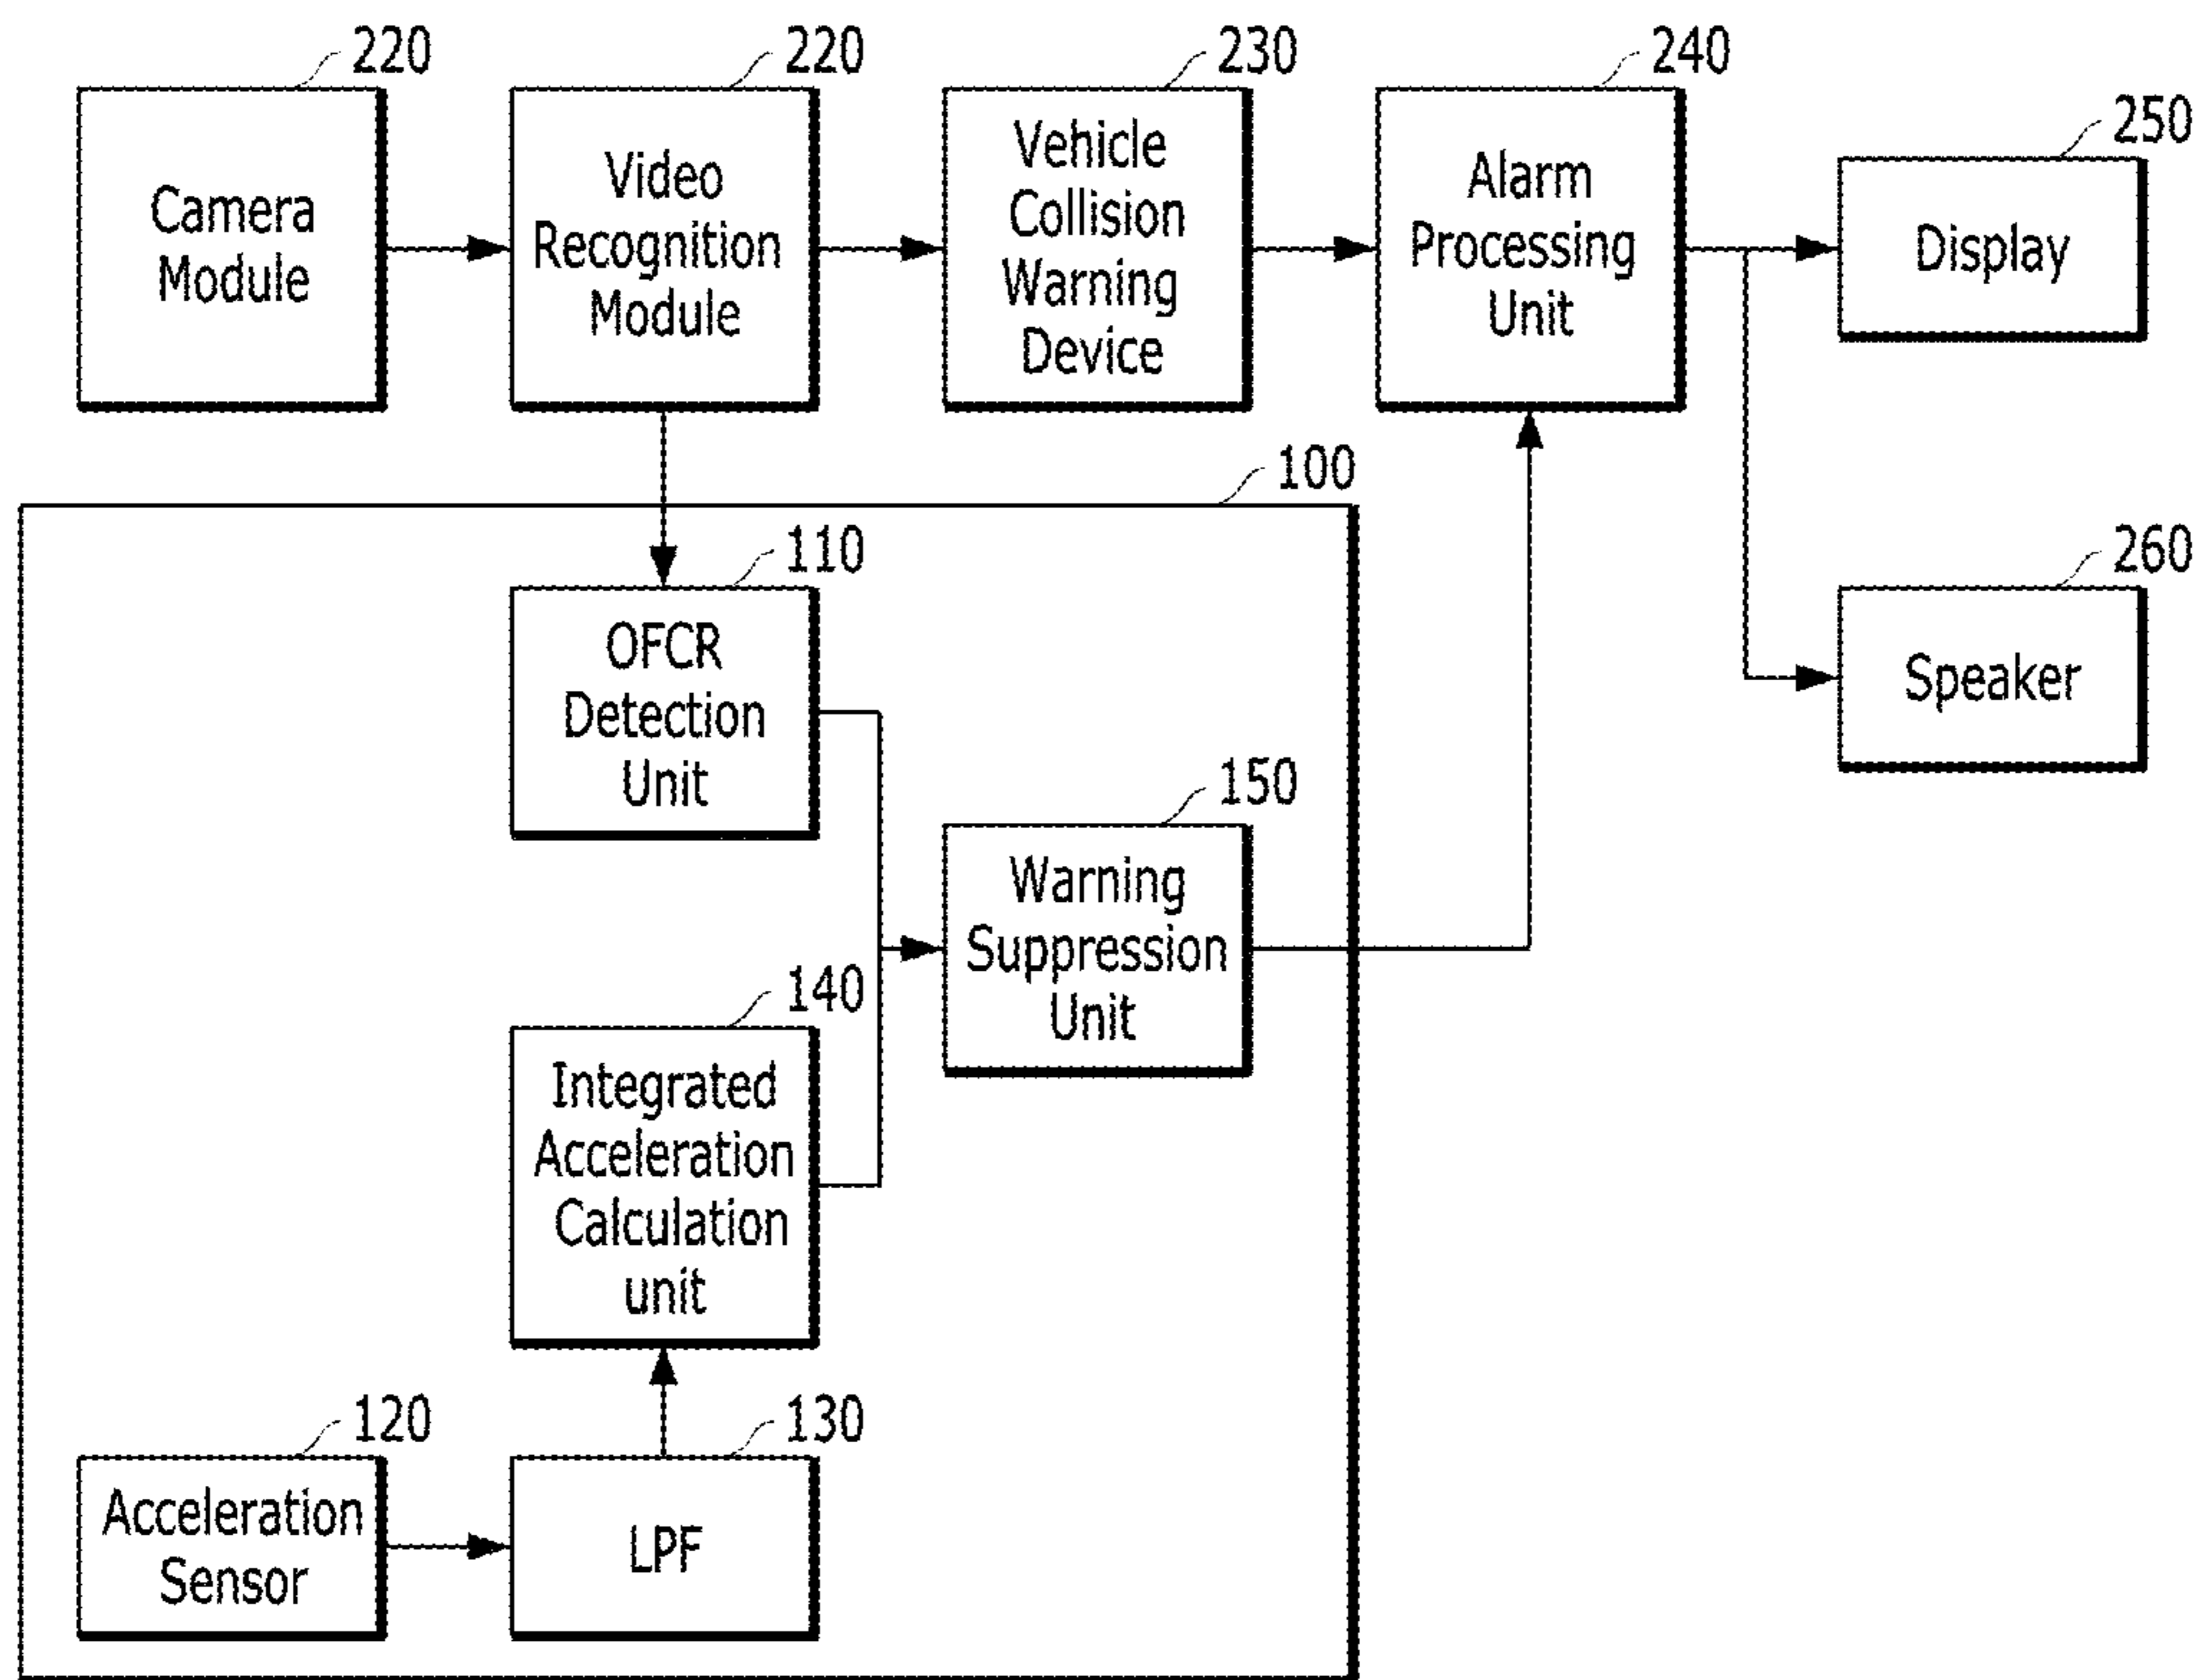 220
Camera
Module
220
Video
Recognition
Module
230
Vehicle
Collision
Warning
Device
240
Alarm
Processing
Unit
250
Display
260
Speaker
100
110
OFCR
Detection
Unit
150
Warning
Suppression
Unit
140
Integrated
Acceleration
Calculation
unit
120
Acceleration
Sensor
130
LPF